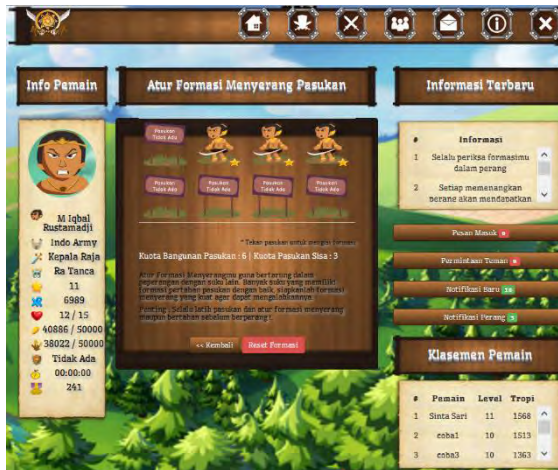 Info Pemain
Atur Formasi Menyerang Pasukan
Informasi Terbaru
M Iqbal
Rustamadji
Indo Army
Kepala Raja
Ra Tanca
11
6989
12 / 15
40886 / 50000
38022 / 50000
Tidak Ada
00:00:00
241
Pasukan
Tidak Ada
Pasukan
Tidak Ada
Pasukan
Tidak Ada
Pasukan
Tidak Ada
Pasukan
Tidak Ada
* Tekan pasukan untuk mengisi formasi
Kuota Bangunan Pasukan : 6 | Kuota Pasukan Sisa : 3
Atur Formasi Menyerangmu guna bertarung dalam
peperangan dengan suku lain. Banyak suku yang memiliki
formasi pertahan pasukan dengan baik, siapkanlah formasi
menyerang yang kuat agar dapat mengalahkannya
Penting : Selalu latih pasukan dan atur formasi menyerang
maupun bertahan sebelum berperang!.
<< Kembali
Reset Formasi
# Informasi
1 Selalu periksa formasimu
dalam perang
2 Setiap memenangkan
perang akan mendapatkan
Pesan Masuk
Permintaan Teman
Notifikasi Baru
Notifikasi Perang
Klasemen Pemain
# Pemain Level Tropi
1 Sinta Sari 11 1568
2 coba1 10 1513
3 coba3 10 1363